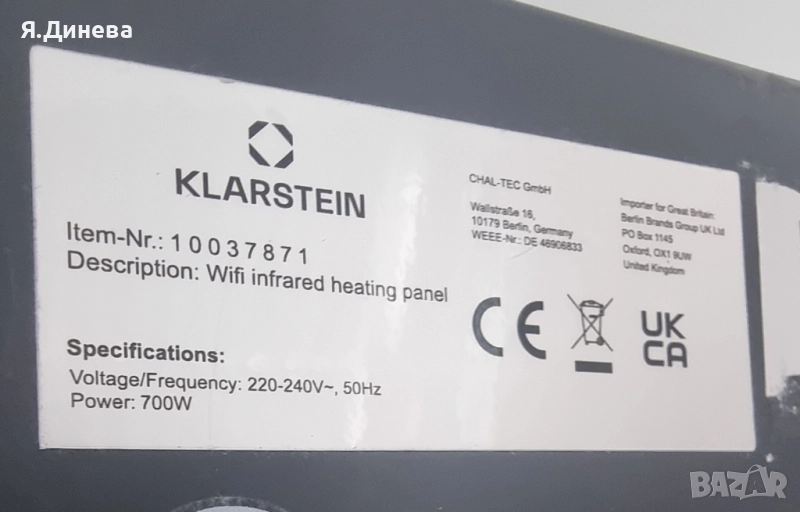 Я.Динева
KLARSTEIN
Item-Nr.: 10037871
Description: Wifi infrared heating panel
Specifications:
Voltage/Frequency: 220-240V~, 50Hz
Power: 700W
CHAL-TEC GmbH
Wallstraße 16,
10179 Berlin, Germany
WEEE-Nr.: DE 46906833
Importer for Great Britain:
Berlin Brands Group UK Ltd
PO Box 1145
Oxford, OX1 9UW
United Kingdom
CE
UK
CA
BAZAR